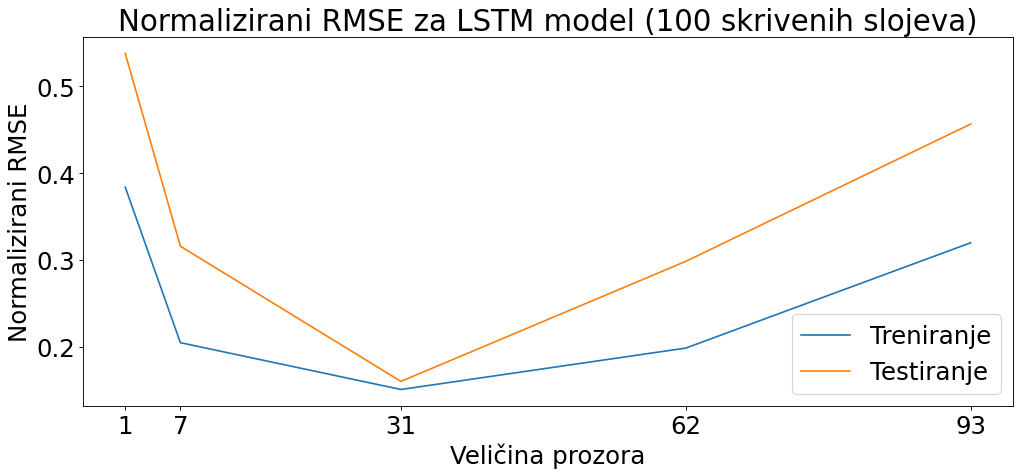 Normalizirani RMSE za LSTM model (100 skrivenih slojeva)
Normalizirani RMSE
0.5
0.4
0.3
0.2
Treniranje
Testiranje
1 7 31 62 93
Veličina prozora